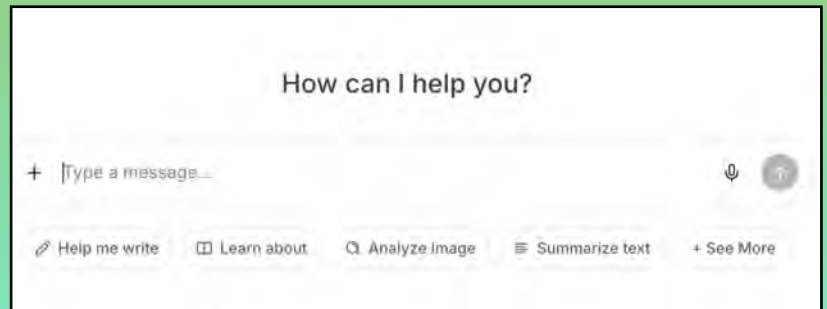 How can I help you?
+ Type a message...
Help me write Learn about Analyze Image Summarize text + See More